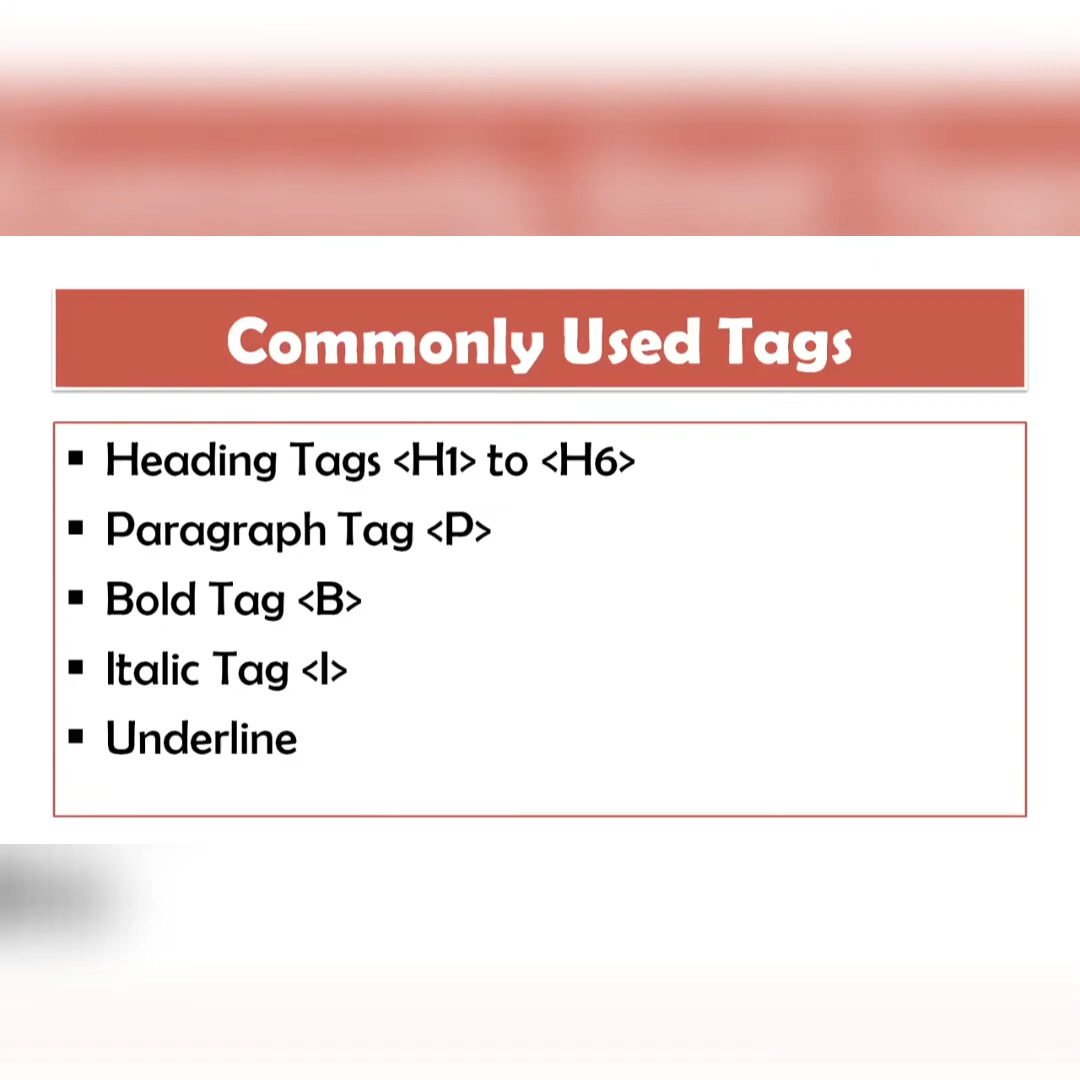 Commonly Used Tags
▪ Heading Tags <H1> to <H6>
▪ Paragraph Tag <P>
▪ Bold Tag <B>
▪ Italic Tag <I>
▪ Underline